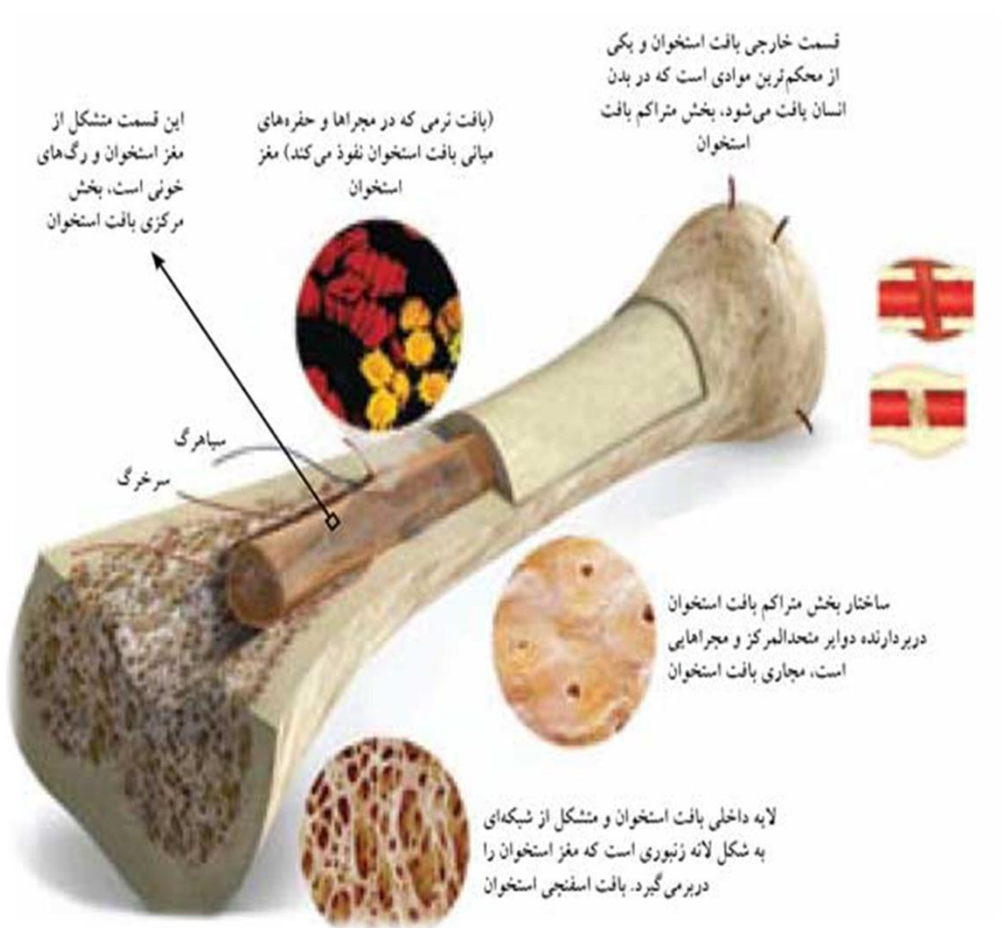 قسمت خارجی بافت استخوان و یکی
از محکم‌ترین موادی است که در بدن
انسان یافت می‌شود، بخش متراکم بافت
استخوان
(بافت نرمی که در مجراها و حفره‌های
میانی بافت استخوان نفوذ می‌کند) مغز
استخوان
این قسمت متشکل از
مغز استخوان و رگ‌های
خونی است، بخش
مرکزی بافت استخوان
سیاهرگ
سرخرگ
ساختار بخش متراکم بافت استخوان
دربردارنده دوایر متحدالمرکز و مجراهایی
است، مجاری بافت استخوان
لایه داخلی بافت استخوان و متشکل از شبکه‌ای
به شکل لانه زنبوری است که مغز استخوان را
دربرمی‌گیرد. بافت اسفنجی استخوان